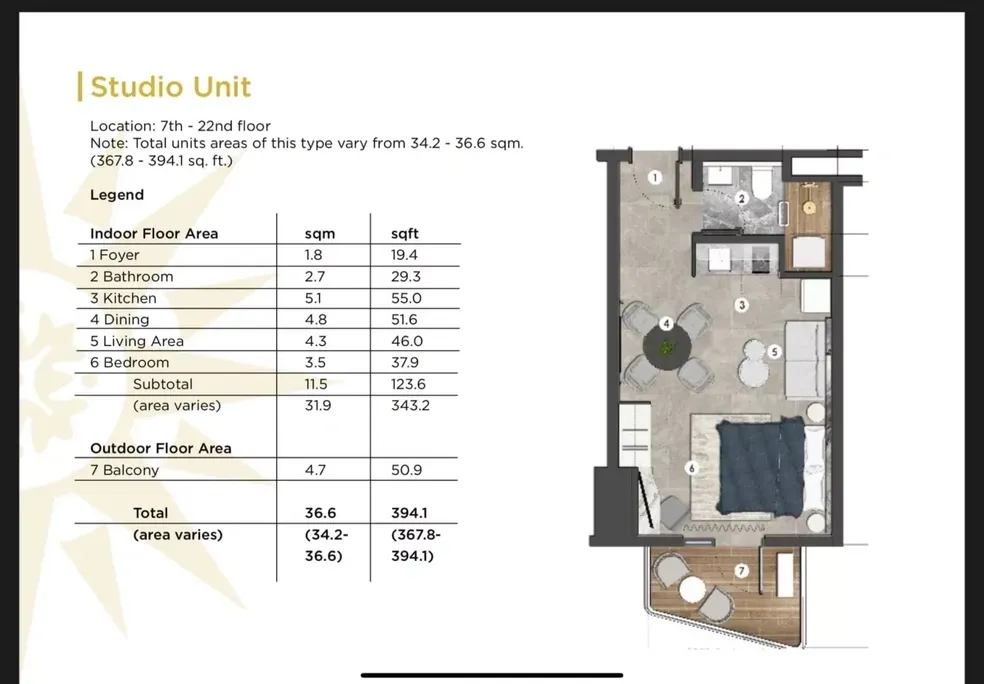 Studio Unit
Location: 7th - 22nd floor
Note: Total units areas of this type vary from 34.2 - 36.6 sqm.
(367.8 - 394.1 sq. ft.)
Legend
Indoor Floor Area sqm sqft
1 Foyer 1.8 19.4
2 Bathroom 2.7 29.3
3 Kitchen 5.1 55.0
4 Dining 4.8 51.6
5 Living Area 4.3 46.0
6 Bedroom 3.5 37.9
Subtotal 11.5 123.6
(area varies) 31.9 343.2
Outdoor Floor Area
7 Balcony 4.7 50.9
Total 36.6 394.1
(area varies) (34.2- (367.8-
36.6) 394.1)
1
2
3
4
5
6
7